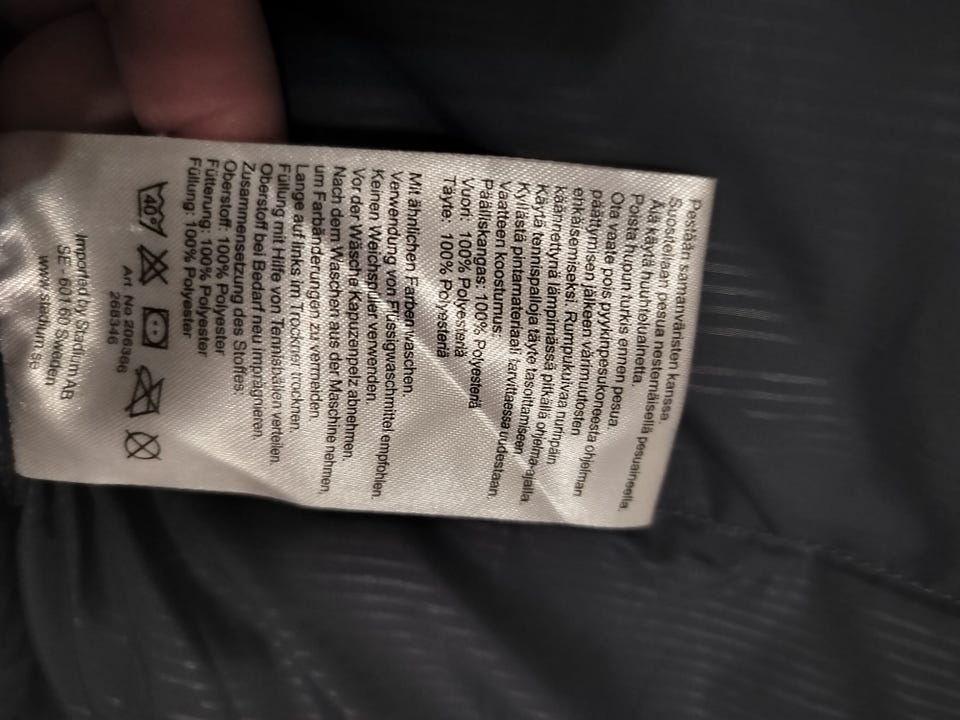 Pestään samanväristen kanssa.
Suositellaan pesua nestemäisellä pesuaineella.
Älä käytä huuhteluainetta.
Poista hupun turkis ennen pesua.
Ota vaate pois pyykinpesukoneesta ohjelman
päättymisen jälkeen värimuutosten
ehkäisemiseksi. Rumpukuivaa nurinpäin
käännettynä lämpimässä pitkällä ohjelma-ajalla.
Käytä tennispalloja täyte tasoittamiseen
Kyllästä pintamateriaali tarvittaessa uudestaan.
Vaatteen koostumus:
Päällikangas: 100% Polyesteriä
Vuori: 100% Polyesteriä
Täyte: 100% Polyesteriä
Mit ähnlichen Farben waschen.
Verwendung von Flüssigwaschmittel empfohlen.
Keinen Weichspüller verwenden.
Vor der Wäsche Kapuzenpelz abnehmen.
Nach dem Waschen aus der Maschine nehmen,
um Farbänderungen zu vermeiden.
Lange auf links im Trockner trocknen.
Füllung mit Hilfe von Tennisbällen verteilen.
Oberstoff bei Bedarf neu imprägnieren.
Zusammensetzung des Stoffes:
Oberstoff: 100% Polyester
Fütterung: 100% Polyester
Füllung: 100% Polyester
40°
Art No 206366
268346
Imported by Stadium AB
SE - 601 60 Sweden
www.stadium.se